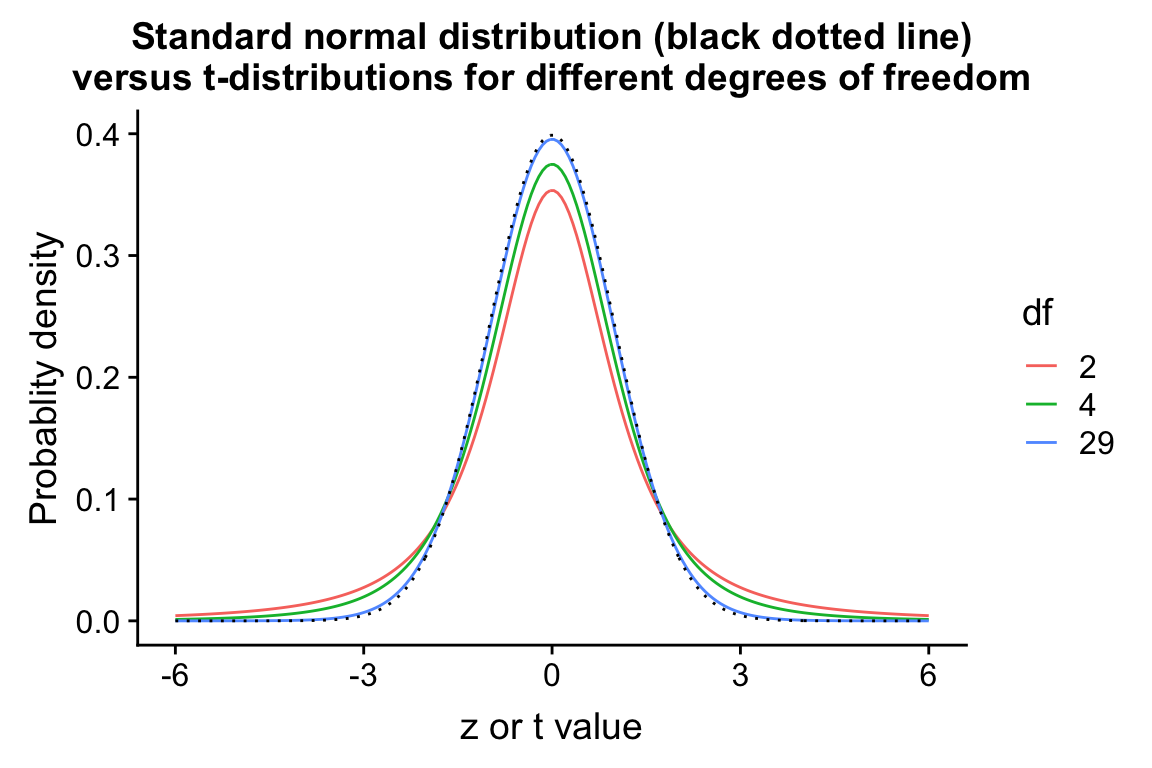 Standard normal distribution (black dotted line)
versus t-distributions for different degrees of freedom
Probablity density
0.4
0.3
0.2
0.1
0.0
-6
-3
0
3
6
z or t value
df
2
4
29